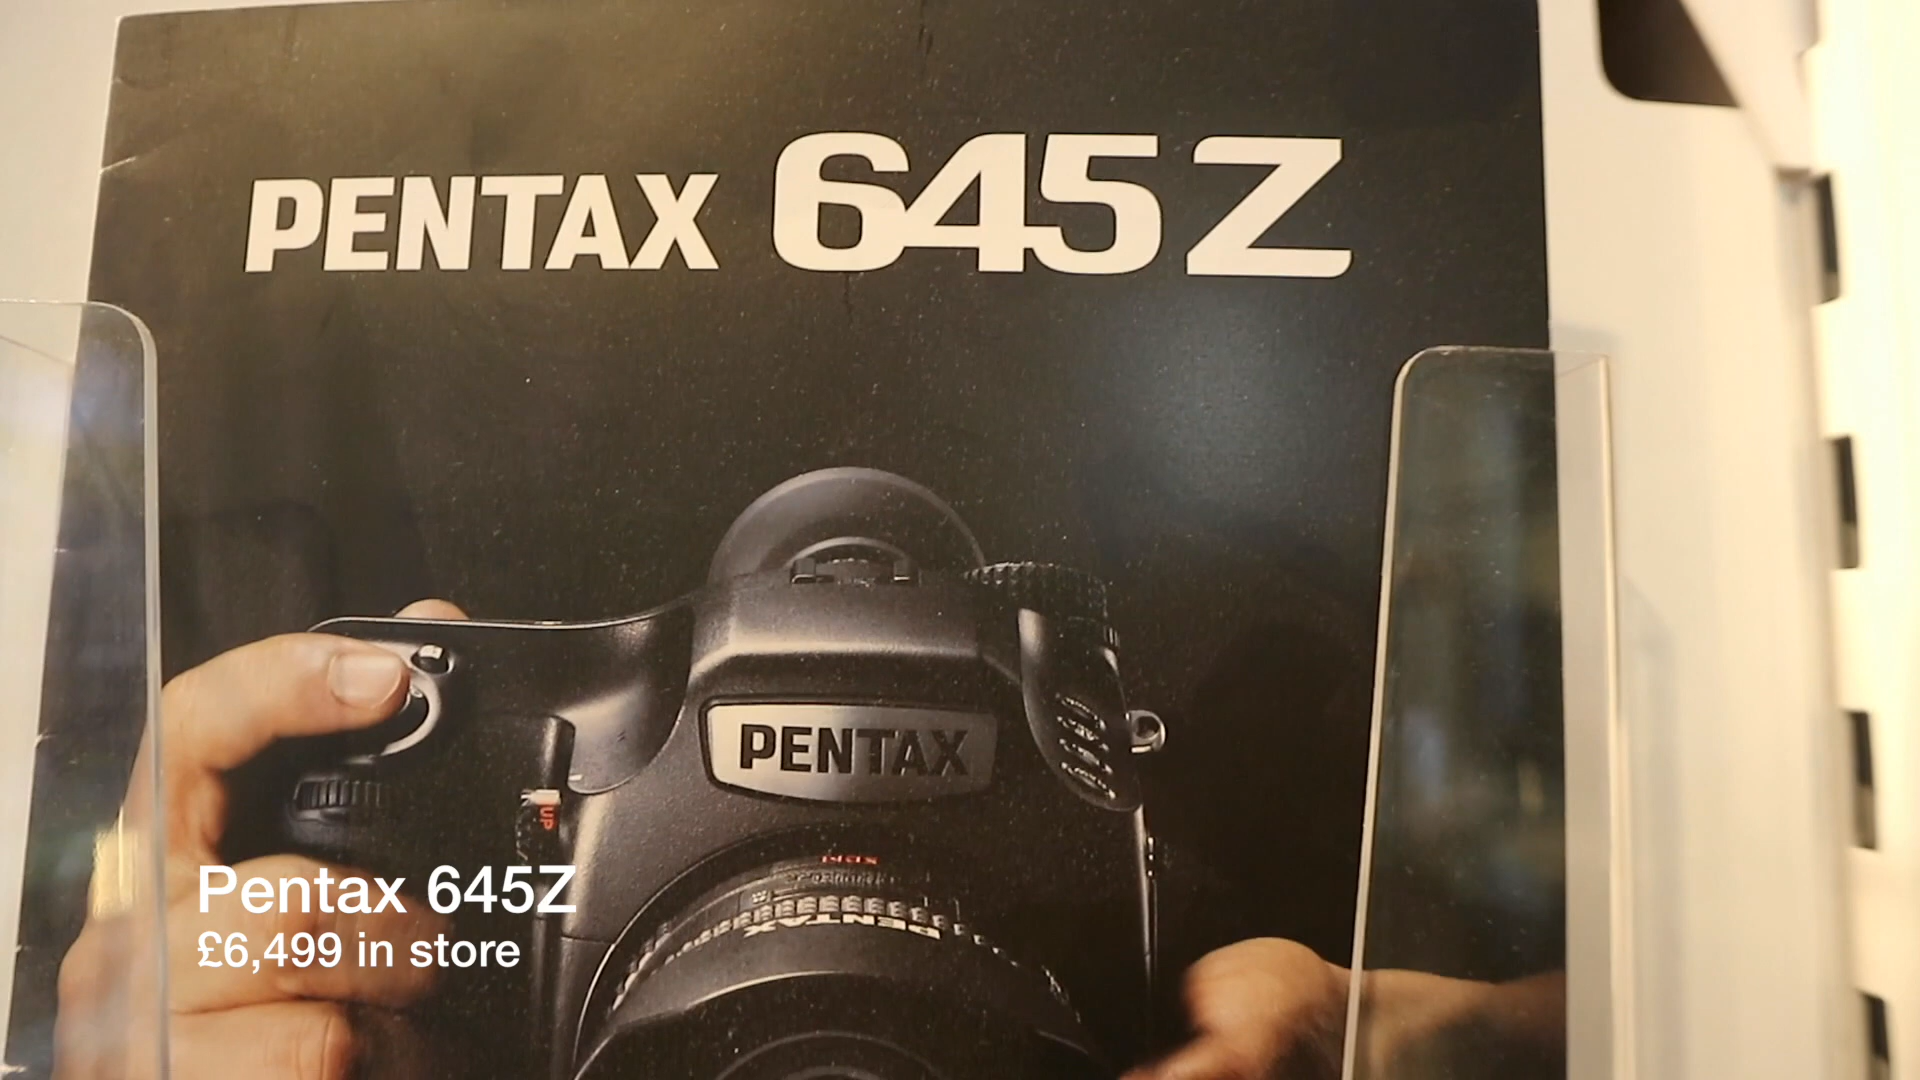 PENTAX 645Z
PENTAX
UP
PENTAX
Pentax 645Z
£6,499 in store